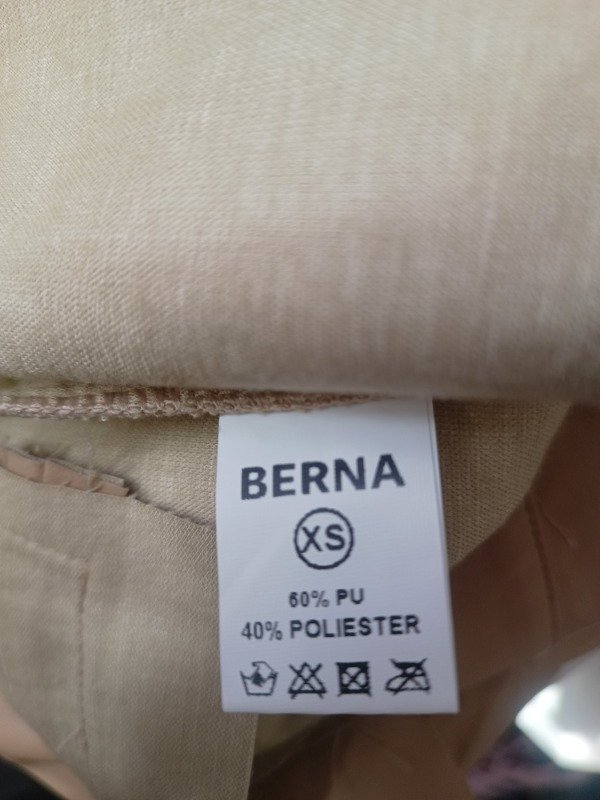 BERNA
XS
60% PU
40% POLIESTER